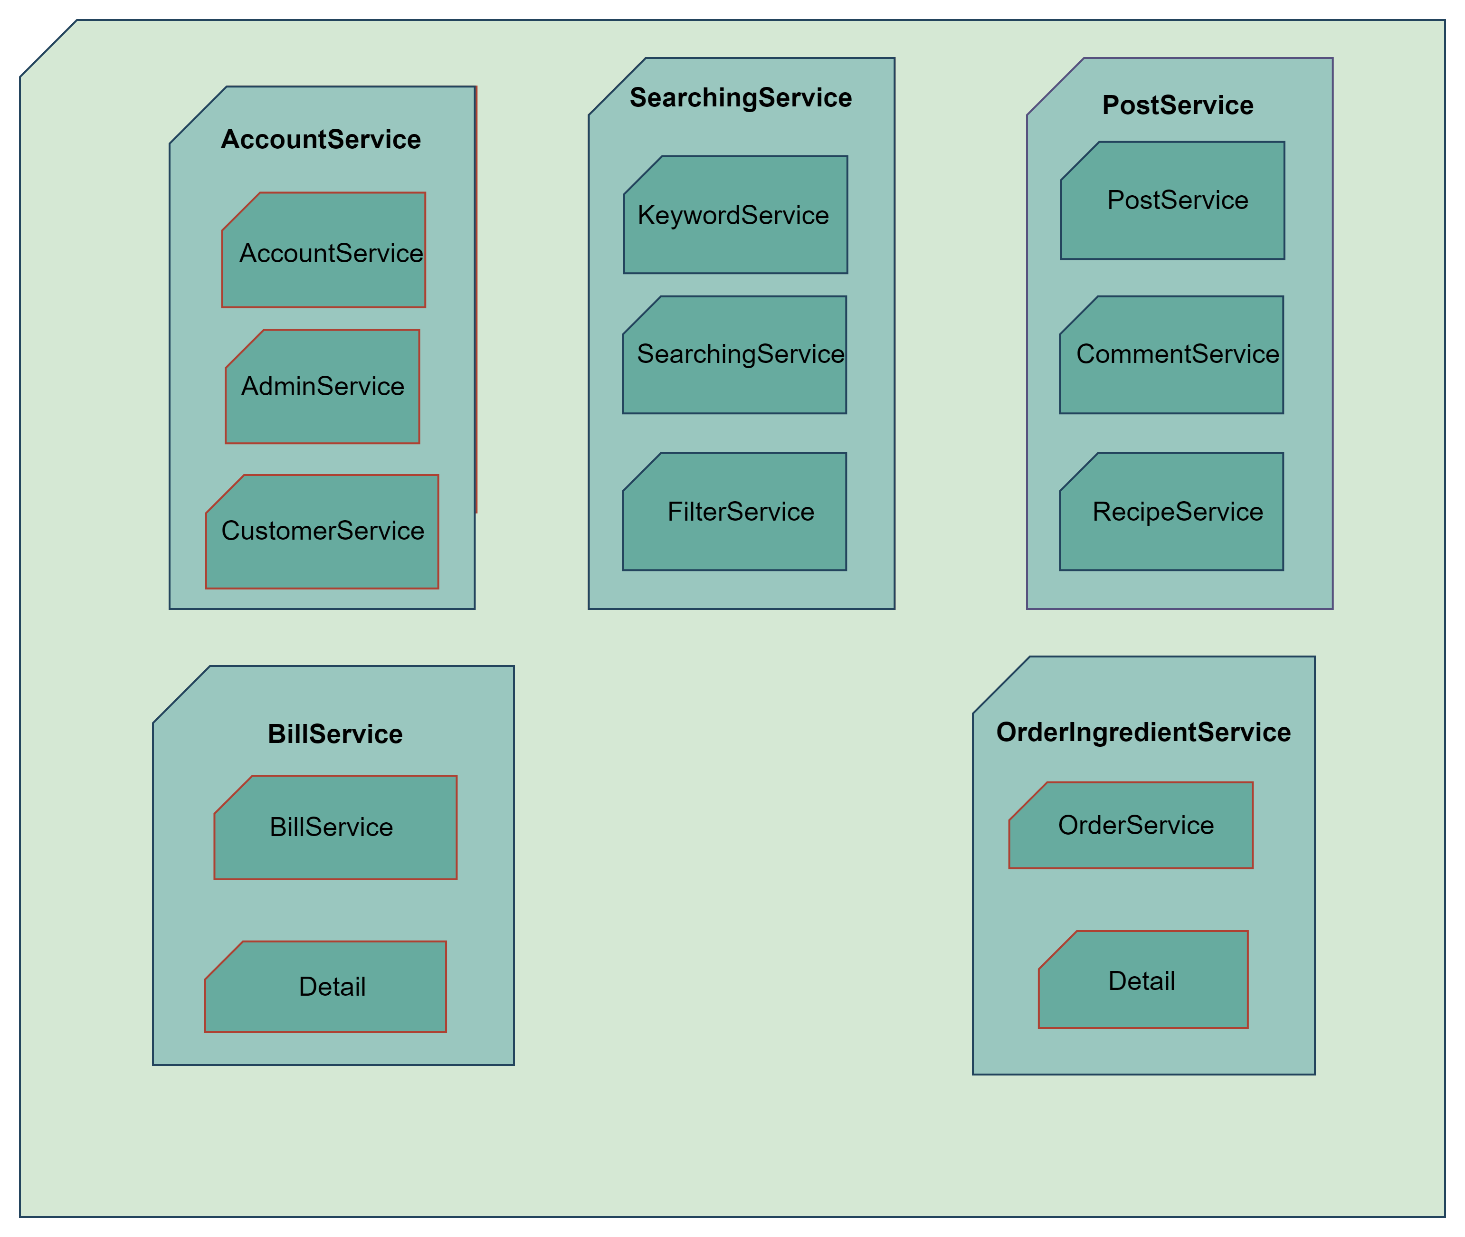 AccountService
AccountService
AdminService
CustomerService
SearchingService
KeywordService
SearchingService
FilterService
PostService
PostService
CommentService
RecipeService
BillService
BillService
Detail
OrderIngredientService
OrderService
Detail